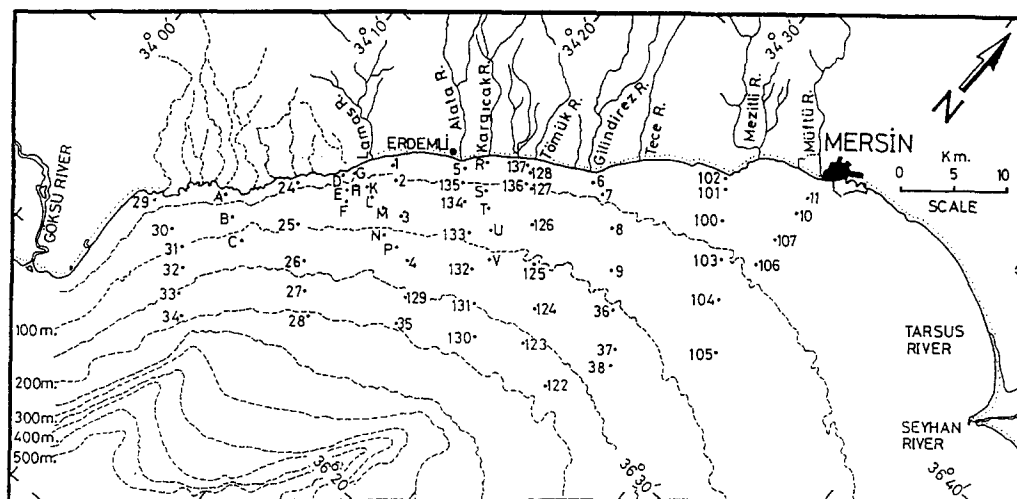 34°00'
34°10'
34°20'
34°30'
N
GÖKSU RIVER
Lamas R.
ERDEMLİ
Alata R.
Kargıcak R.
Tömük R.
Gilindirez R.
Tece R.
Mezitli R.
Müftü R.
MERSİN
Km.
0 5 10
SCALE
TARSUS
RIVER
SEYHAN
RIVER
100m.
200m.
300m.
400m.
500m.
36°20'
36°30'
36°40'
29 A 24 D G 1 5 R 137 128 102
E H K 2 135 S 136 127 6 101
30 B 25 F L M 3 134 T 7 100 10 11
31 C N 133 U 126 8 107
32 26 P 4 132 V 125 9 103 106
33 27 129 131 124 36 104
34 28 35 130 123 37 105
38
122